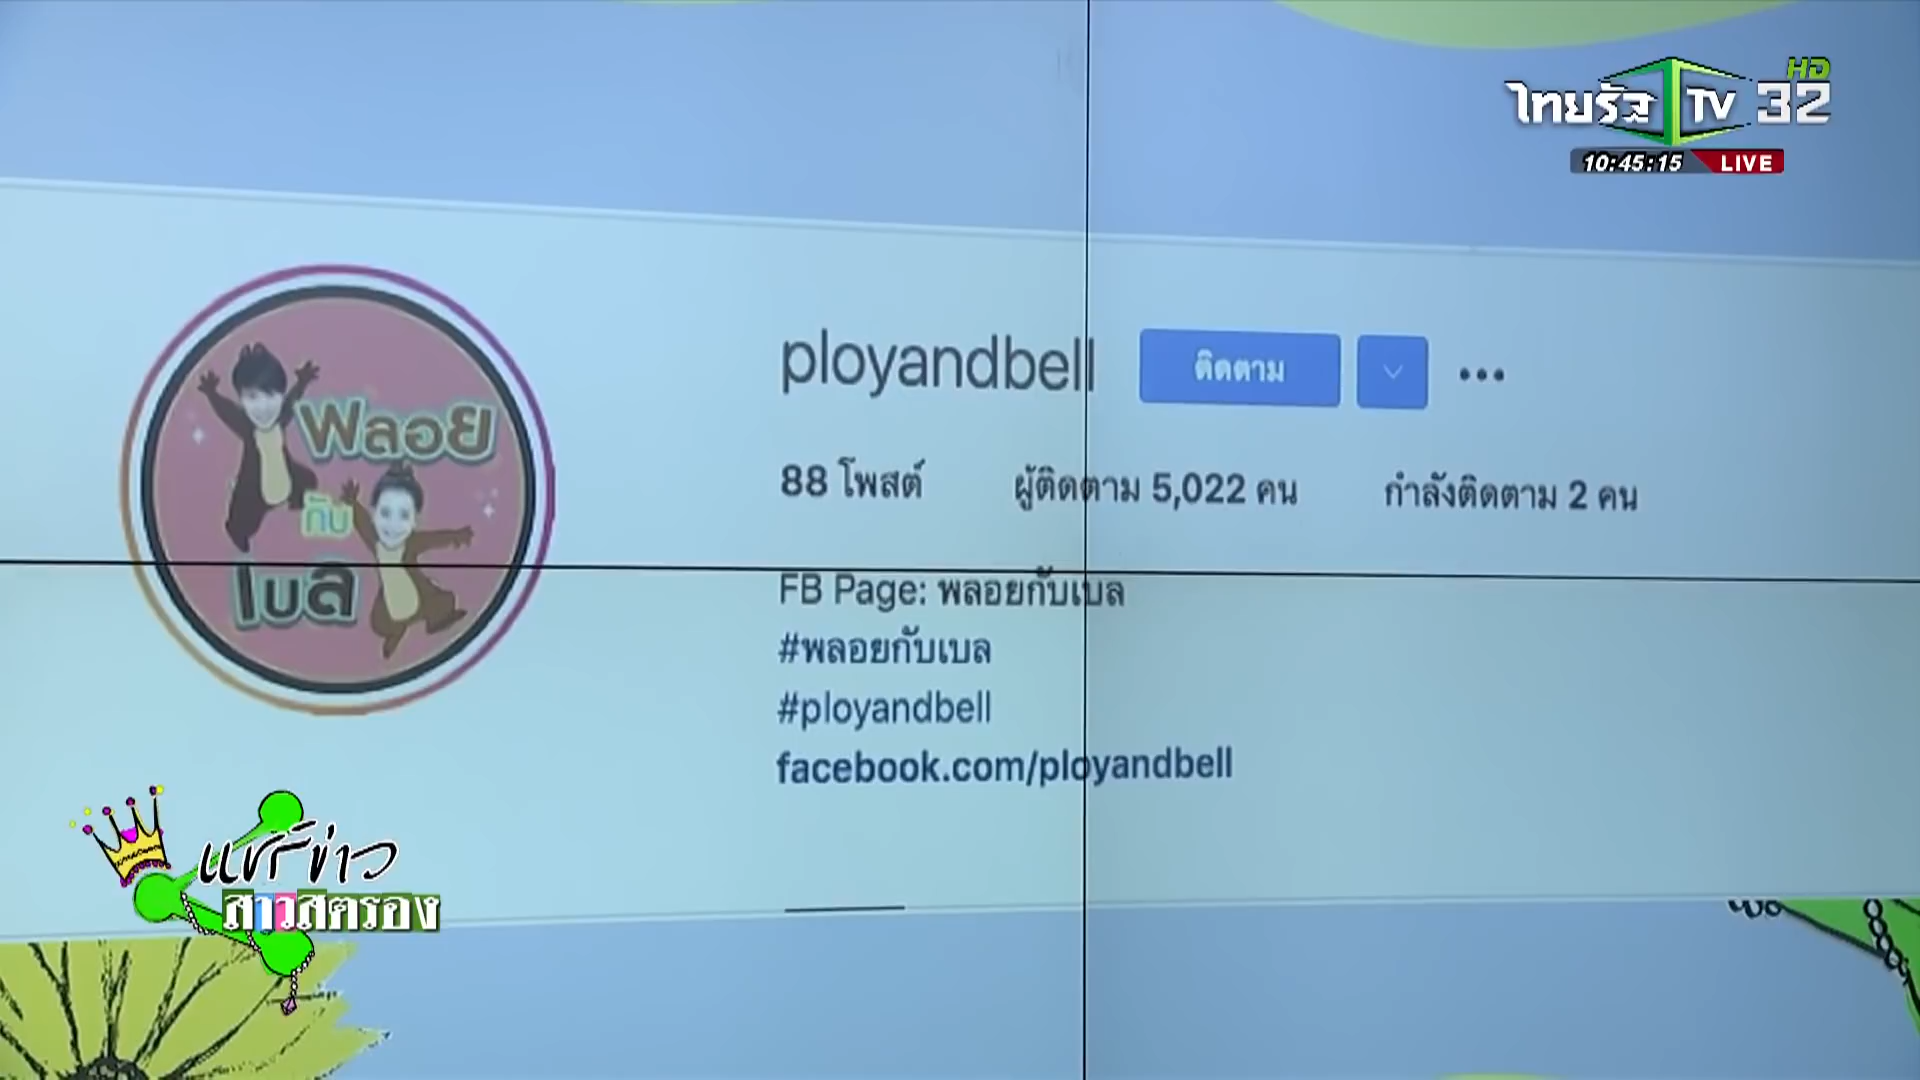 HD
ไทยรัฐ TV 32
10:45:15 LIVE
พลอย
กับ
เบล
ployandbell ติดตาม
88 โพสต์ ผู้ติดตาม 5,022 คน กำลังติดตาม 2 คน
FB Page: พลอยกับเบล
#พลอยกับเบล
#ployandbell
facebook.com/ployandbell
แชร์ข่าว
สาวสตรอง